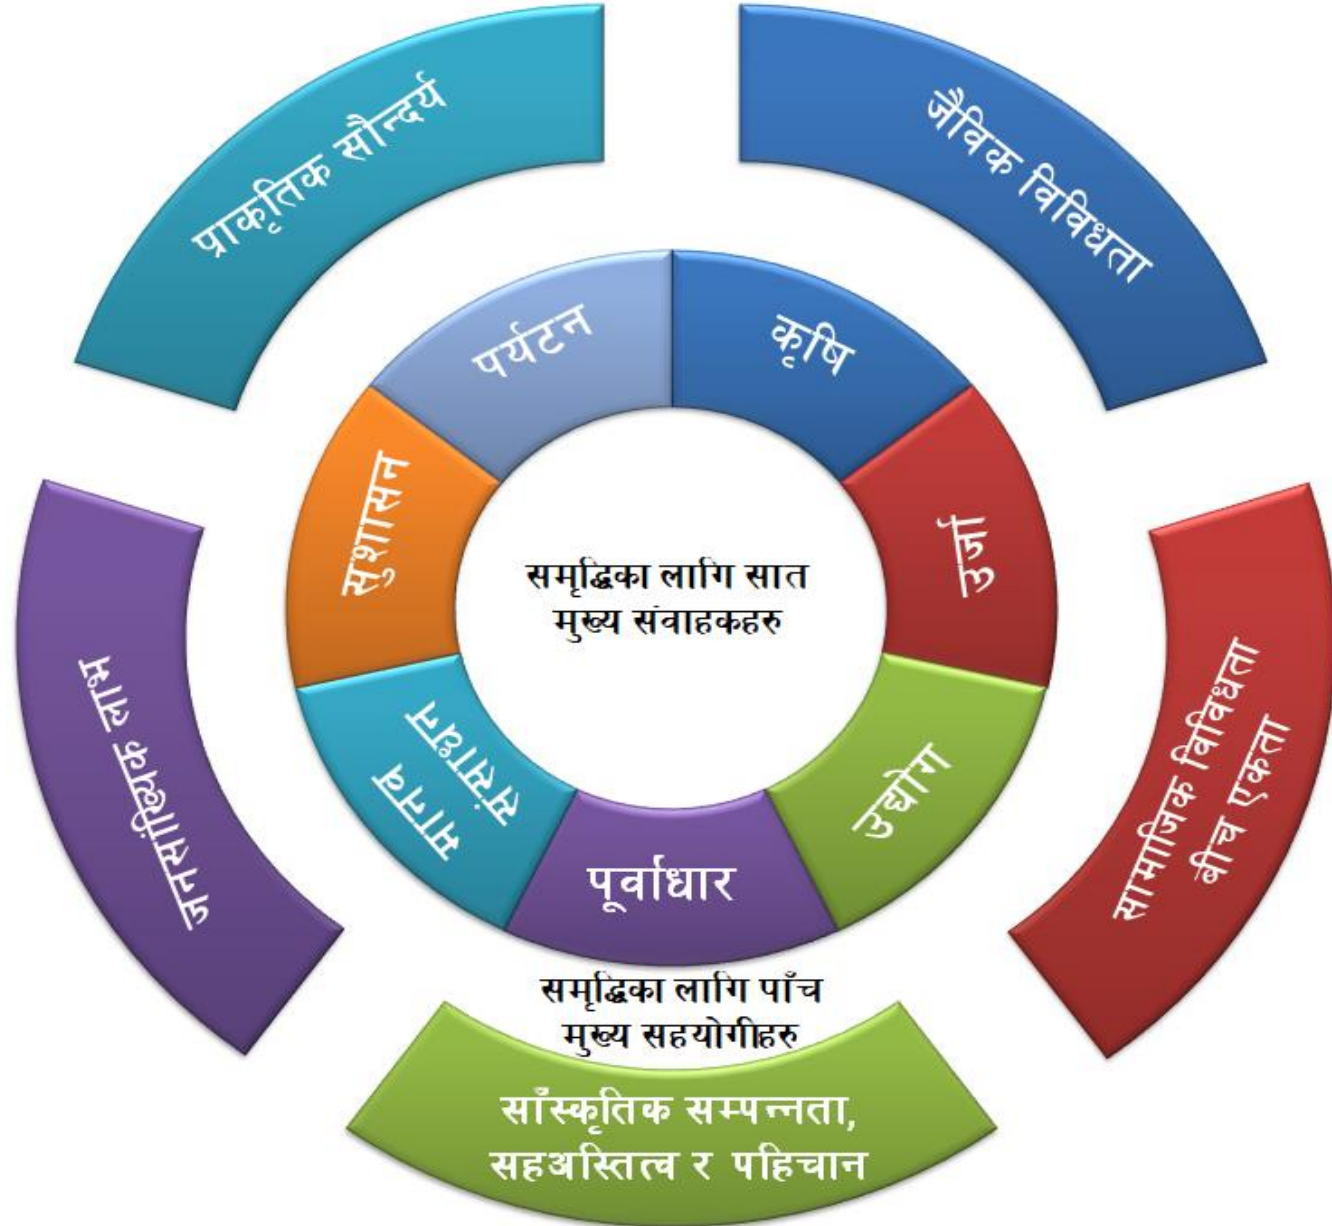 प्राकृतिक सौन्दर्य
जैविक विविधता
पर्यटन
कृषि
सुशासन
उर्जा
समृद्धिका लागि सात
मुख्य संवाहकहरु
जनसांख्यिक लाभ
सामाजिक विविधता
बीच एकता
मानव
संसाधन
उद्योग
पूर्वाधार
समृद्धिका लागि पाँच
मुख्य सहयोगीहरु
साँस्कृतिक सम्पन्नता,
सहअस्तित्व र पहिचान